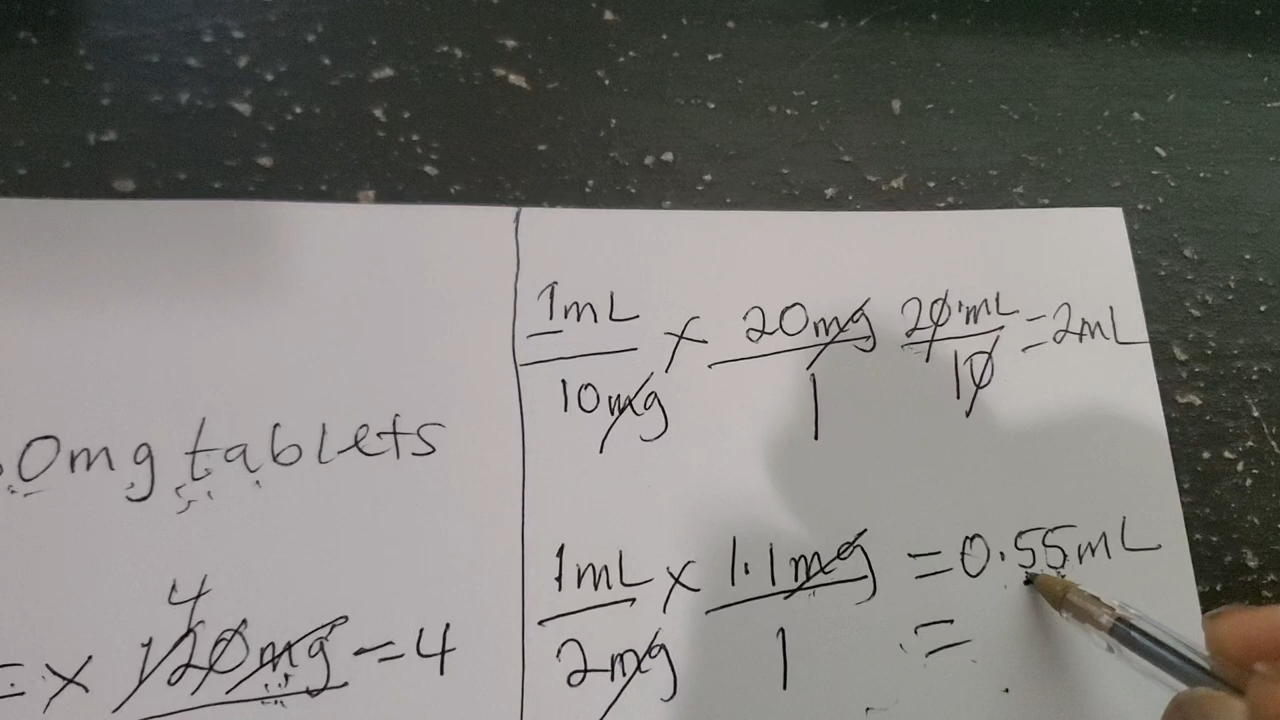 0mg tablets
= x 120mg = 4
4
1mL x 20mg 20mL = 2mL
10mg 1 10
1mL x 1.1mg = 0.55mL
2mg 1 =